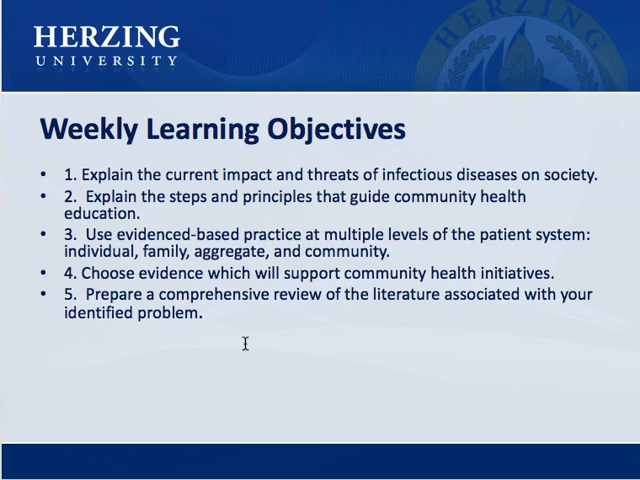 HERZING
UNIVERSITY
HERZING
Weekly Learning Objectives
• 1. Explain the current impact and threats of infectious diseases on society.
• 2. Explain the steps and principles that guide community health
education.
• 3. Use evidenced-based practice at multiple levels of the patient system:
individual, family, aggregate, and community.
• 4. Choose evidence which will support community health initiatives.
• 5. Prepare a comprehensive review of the literature associated with your
identified problem.